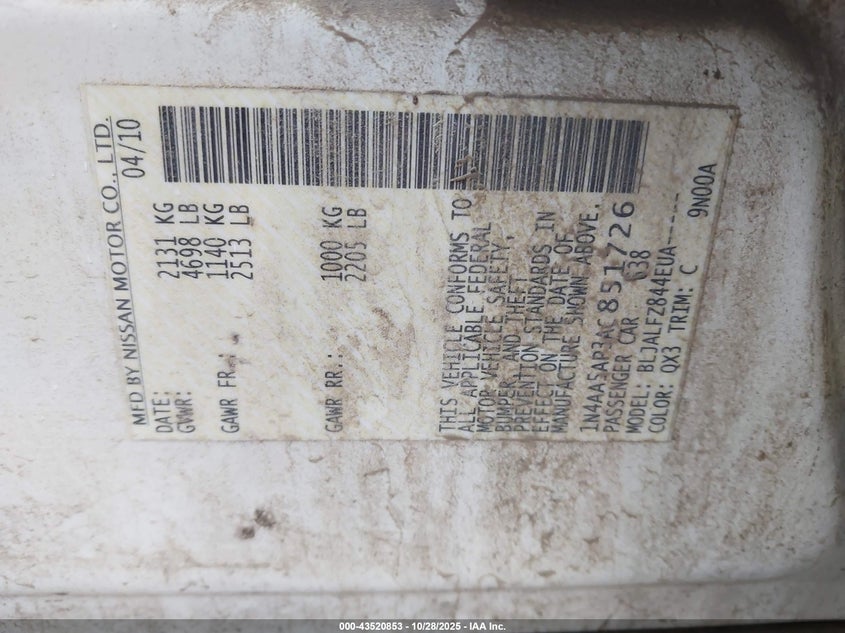 MFD BY NISSAN MOTOR CO., LTD.
DATE: 04/10
GVWR: 2131 KG
4698 LB
GAWR FR.: 1140 KG
2513 LB
GAWR RR.: 1000 KG
2205 LB
THIS VEHICLE CONFORMS TO
ALL APPLICABLE FEDERAL
MOTOR VEHICLE SAFETY,
BUMPER, AND THEFT
PREVENTION STANDARDS IN
EFFECT ON THE DATE OF
MANUFACTURE SHOWN ABOVE.
1N4AA5AP3AC851726
PASSENGER CAR K38
MODEL: BLJALFZ844EUA-----
COLOR: QX3 TRIM: C 9N00A
000-43520853 - 10/28/2025 - IAA Inc.